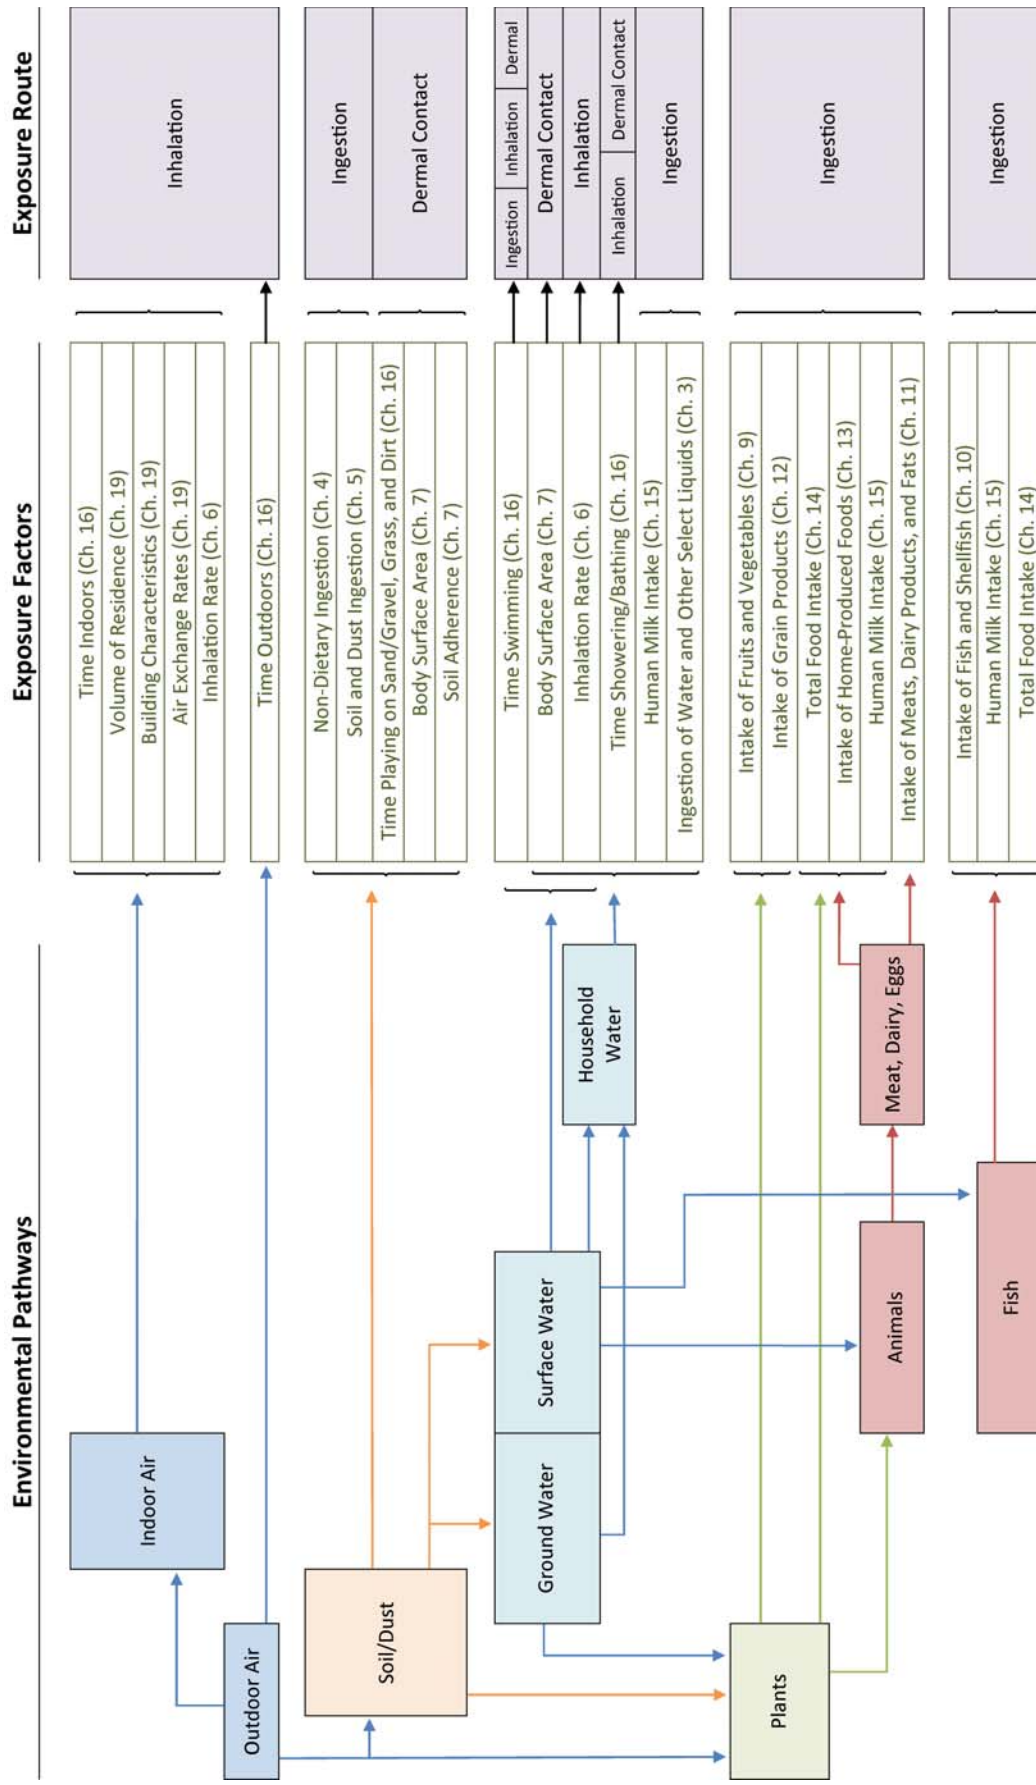 Environmental Pathways
Exposure Factors
Exposure Route
Outdoor Air
Indoor Air
Soil/Dust
Ground Water
Surface Water
Household
Water
Plants
Animals
Meat, Dairy, Eggs
Fish
Time Indoors (Ch. 16)
Volume of Residence (Ch. 19)
Building Characteristics (Ch. 19)
Air Exchange Rates (Ch. 19)
Inhalation Rate (Ch. 6)
Time Outdoors (Ch. 16)
Non-Dietary Ingestion (Ch. 4)
Soil and Dust Ingestion (Ch. 5)
Time Playing on Sand/Gravel, Grass, and Dirt (Ch. 16)
Body Surface Area (Ch. 7)
Soil Adherence (Ch. 7)
Time Swimming (Ch. 16)
Body Surface Area (Ch. 7)
Inhalation Rate (Ch. 6)
Time Showering/Bathing (Ch. 16)
Human Milk Intake (Ch. 15)
Ingestion of Water and Other Select Liquids (Ch. 3)
Intake of Fruits and Vegetables (Ch. 9)
Intake of Grain Products (Ch. 12)
Total Food Intake (Ch. 14)
Intake of Home-Produced Foods (Ch. 13)
Human Milk Intake (Ch. 15)
Intake of Meats, Dairy Products, and Fats (Ch. 11)
Intake of Fish and Shellfish (Ch. 10)
Human Milk Intake (Ch. 15)
Total Food Intake (Ch. 14)
Inhalation
Ingestion
Dermal Contact
Ingestion
Inhalation
Dermal
Dermal Contact
Inhalation
Inhalation
Dermal Contact
Ingestion
Ingestion
Ingestion